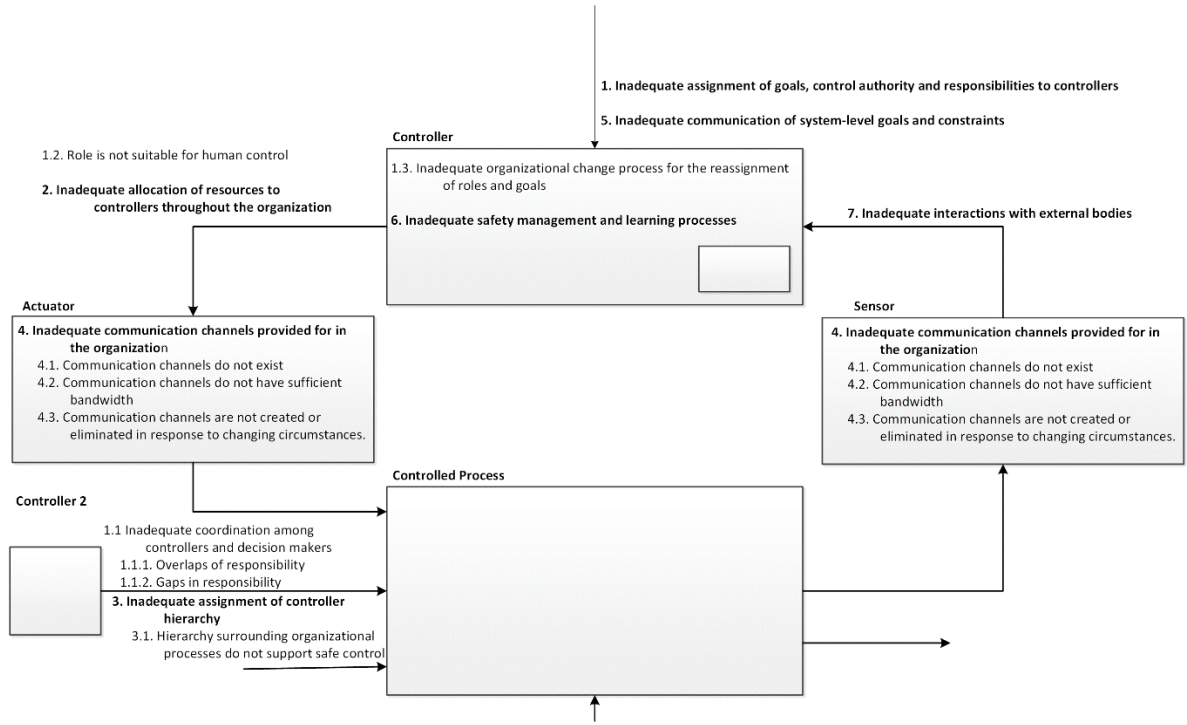 1. Inadequate assignment of goals, control authority and responsibilities to controllers
5. Inadequate communication of system-level goals and constraints
Controller
1.2. Role is not suitable for human control
2. Inadequate allocation of resources to
controllers throughout the organization
1.3. Inadequate organizational change process for the reassignment
of roles and goals
6. Inadequate safety management and learning processes
7. Inadequate interactions with external bodies
Actuator
4. Inadequate communication channels provided for in
the organization
4.1. Communication channels do not exist
4.2. Communication channels do not have sufficient
bandwidth
4.3. Communication channels are not created or
eliminated in response to changing circumstances.
Sensor
4. Inadequate communication channels provided for in
the organization
4.1. Communication channels do not exist
4.2. Communication channels do not have sufficient
bandwidth
4.3. Communication channels are not created or
eliminated in response to changing circumstances.
Controlled Process
Controller 2
1.1 Inadequate coordination among
controllers and decision makers
1.1.1. Overlaps of responsibility
1.1.2. Gaps in responsibility
3. Inadequate assignment of controller
hierarchy
3.1. Hierarchy surrounding organizational
processes do not support safe control